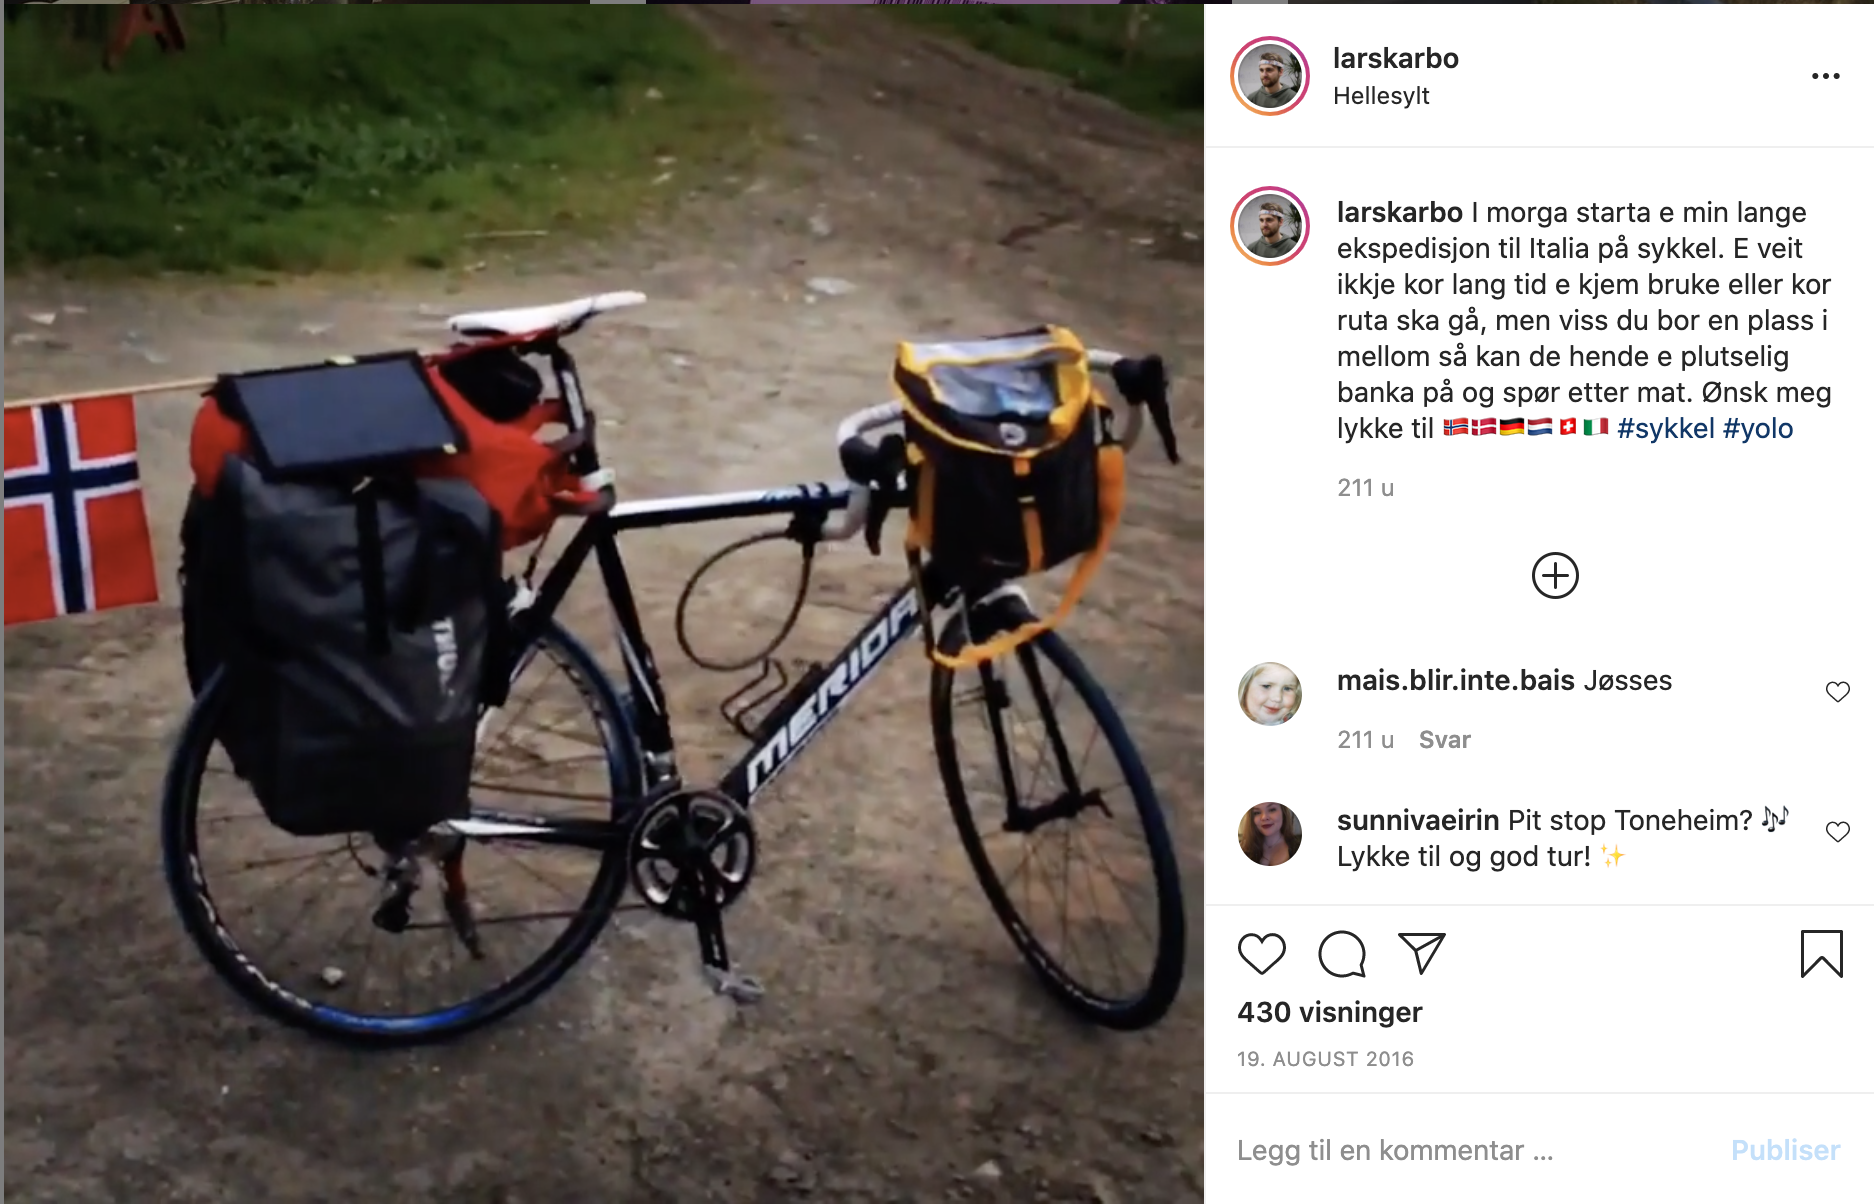 larskarbo
Hellesylt
larskarbo I morga starta e min lange
ekspedisjon til Italia på sykkel. E veit
ikkje kor lang tid e kjem bruke eller kor
ruta ska gå, men viss du bor en plass i
mellom så kan de hende e plutselig
banka på og spør etter mat. Ønsk meg
lykke til 🇳🇴🇩🇰🇩🇪🇳🇱🇨🇭🇮🇹 #sykkel #yolo
211 u
mais.blir.inte.bais Jøsses
211 u Svar
sunnivaeirin Pit stop Toneheim? 🎶
Lykke til og god tur! ✨
430 visninger
19. AUGUST 2016
Legg til en kommentar ...
Publiser
THULE
MERIDA